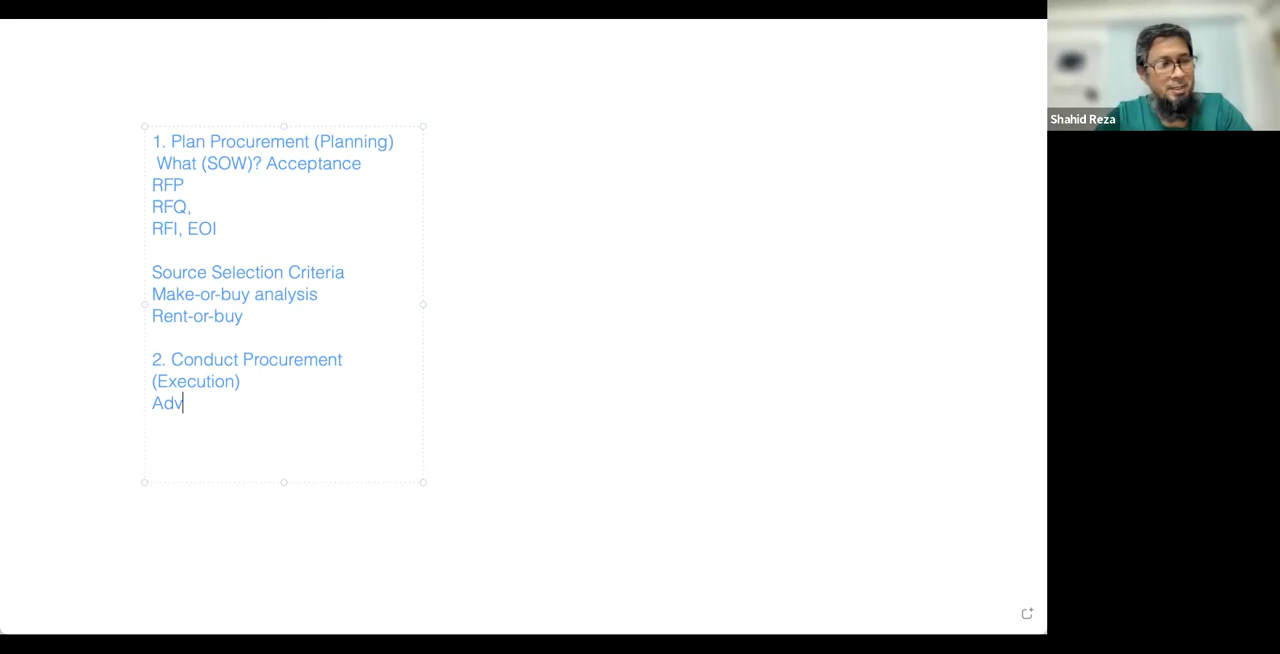 1. Plan Procurement (Planning)
What (SOW)? Acceptance
RFP
RFQ,
RFI, EOI
Source Selection Criteria
Make-or-buy analysis
Rent-or-buy
2. Conduct Procurement
(Execution)
Adv
Shahid Reza